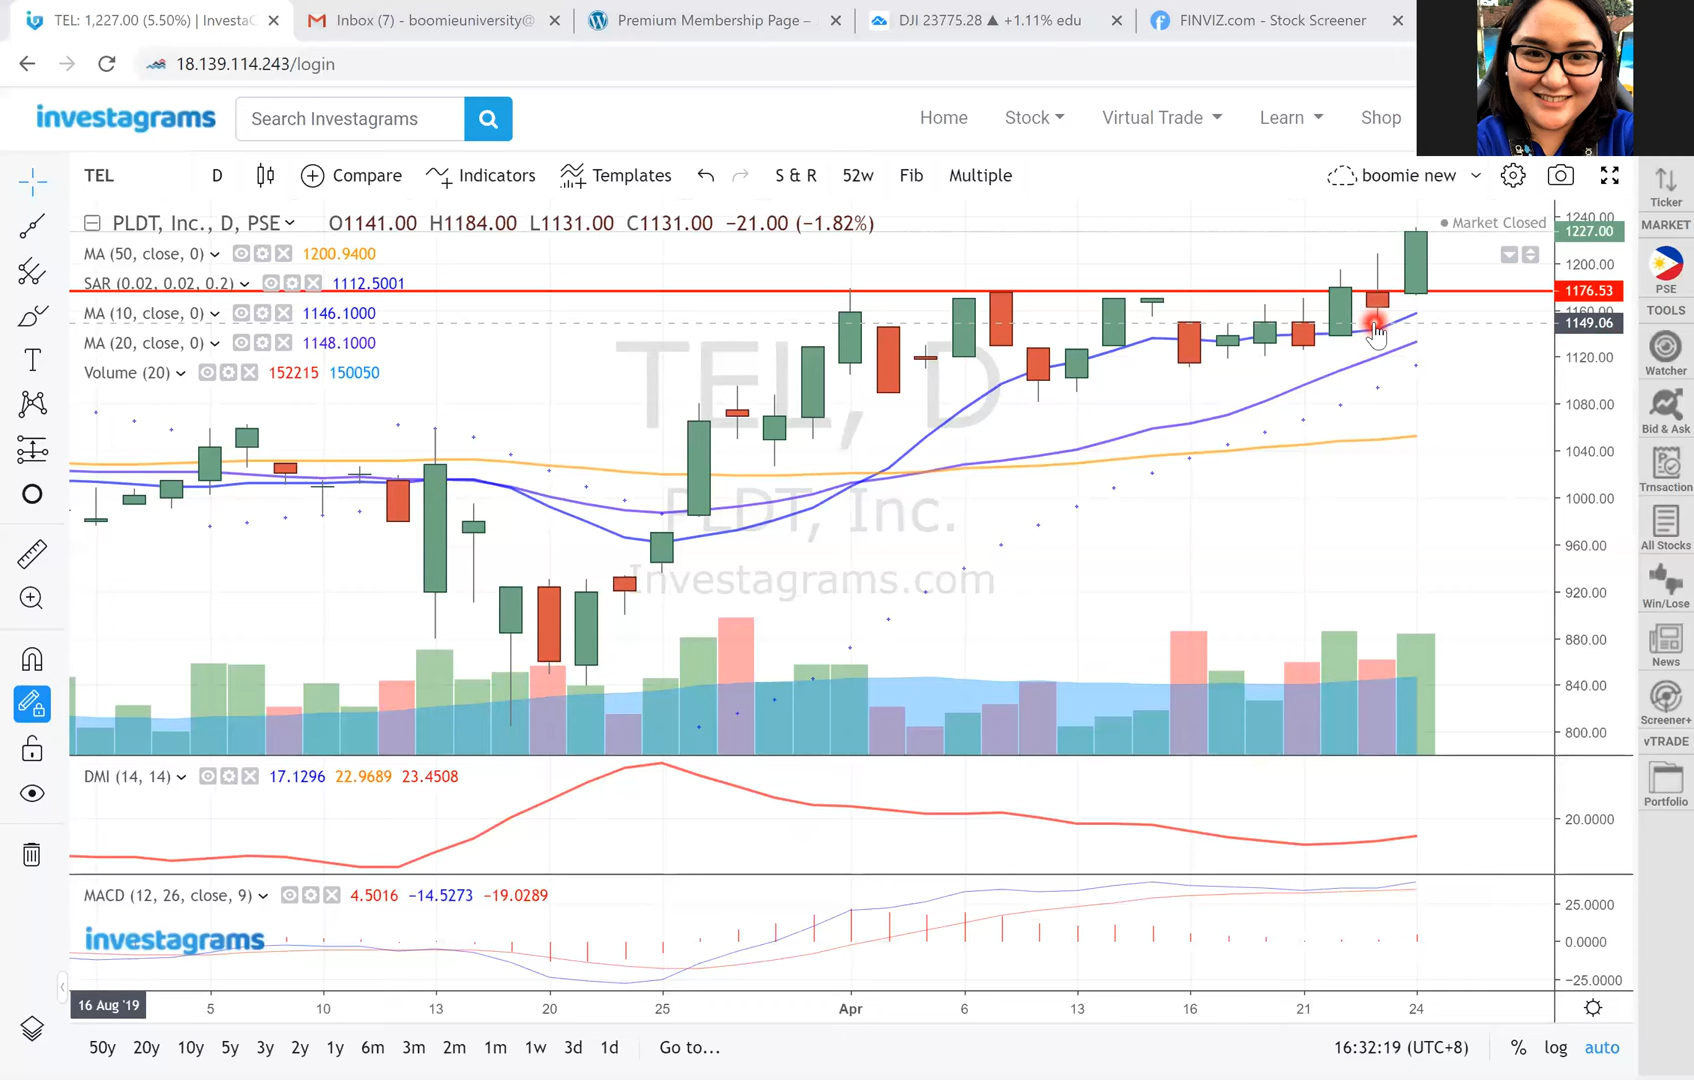 TEL: 1,227.00 (5.50%) | InvestaG
Inbox (7) - boomieuniversity@
Premium Membership Page –
DJI 23775.28 ▲ +1.11% edu
FINVIZ.com - Stock Screener
18.139.114.243/login
investagrams
Search Investagrams
Home
Stock
Virtual Trade
Learn
Shop
TEL
D
Compare
Indicators
Templates
S & R
52w
Fib
Multiple
boomie new
Ticker
MARKET
PSE
TOOLS
Watcher
Bid & Ask
Trnsaction
All Stocks
Win/Lose
News
Screener+
vTRADE
Portfolio
PLDT, Inc., D, PSE
O1141.00 H1184.00 L1131.00 C1131.00 −21.00 (−1.82%)
Market Closed
MA (50, close, 0) 1200.9400
SAR (0.02, 0.02, 0.2) 1112.5001
MA (10, close, 0) 1146.1000
MA (20, close, 0) 1148.1000
Volume (20) 152215 150050
TEL, D
PLDT, Inc.
Investagrams.com
1240.00
1227.00
1200.00
1176.53
1149.06
1120.00
1080.00
1040.00
1000.00
960.00
920.00
880.00
840.00
800.00
DMI (14, 14) 17.1296 22.9689 23.4508
20.0000
MACD (12, 26, close, 9) 4.5016 −14.5273 −19.0289
investagrams
25.0000
0.0000
−25.0000
16 Aug '19
5
10
13
20
25
Apr
6
13
16
21
24
50y 20y 10y 5y 3y 2y 1y 6m 3m 2m 1m 1w 3d 1d Go to...
16:32:19 (UTC+8)
%
log
auto